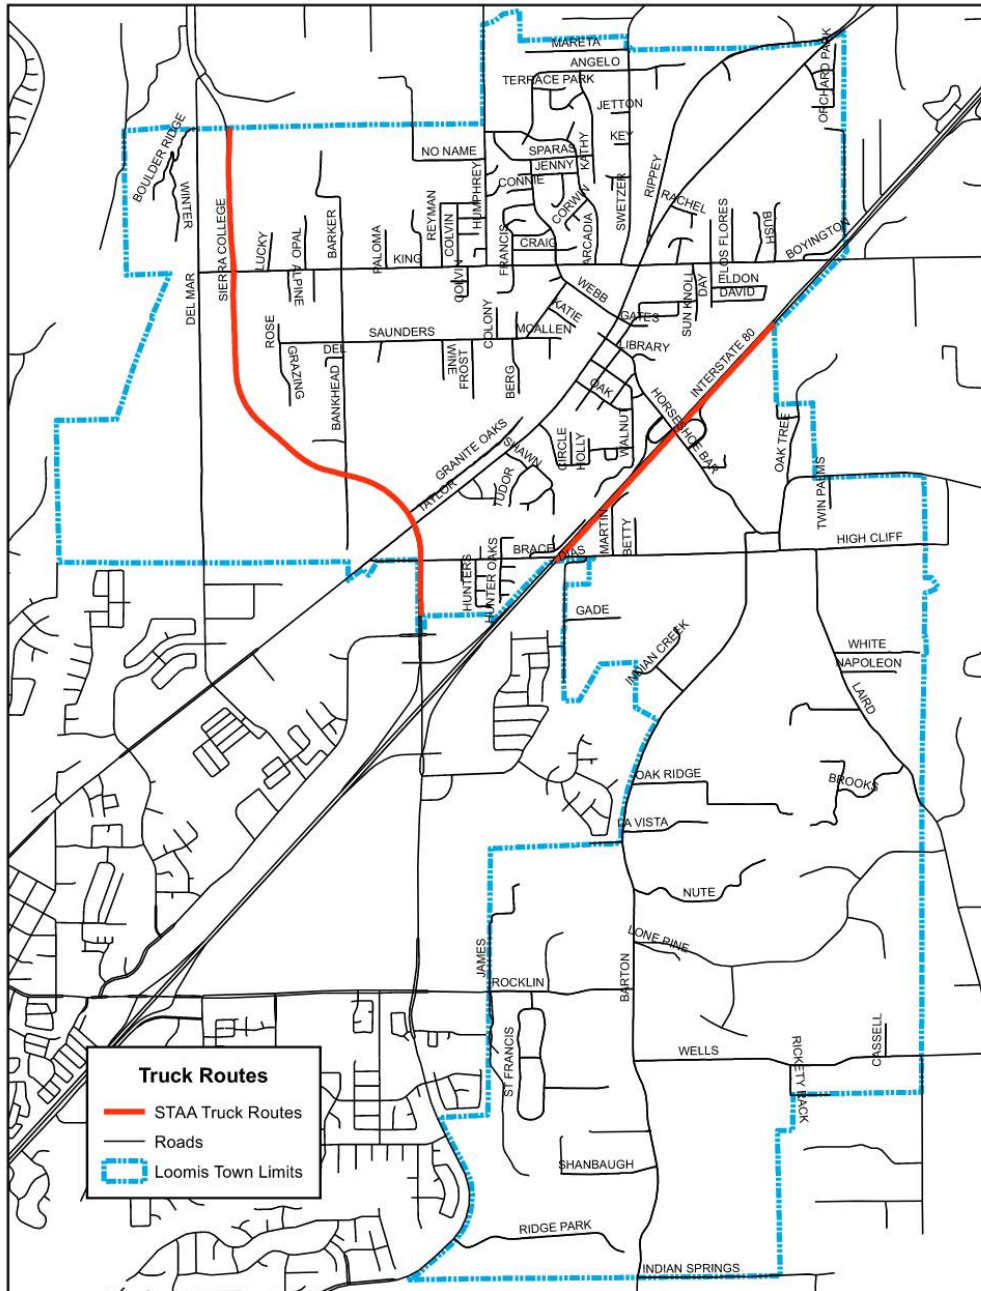 MARETA
ANGELO
TERRACE PARK
ORCHARD PARK
JETTON
KEY
BOULDER RIDGE
NO NAME
SPARAS
KATHY
JENNY
CONNIE
HUMPHREY
CORWIN
RIPPEY
RACHEL
WINTER
SIERRA COLLEGE
BARKER
REYMAN
COLVIN
SWETZER
ARCADIA
FLOS FLORES
BUSH
BOYINGTON
LUCKY
TAPO
ALPINE
PALOMA
KING
FRANCIS
CRAIG
COLVIN
DEL MAR
WEBB
SUN KNOLL
DAY
ELDON
DAVID
KATIE
GATES
ROSE
SAUNDERS
COLONY
MCALLEN
LIBRARY
INTERSTATE 80
DEL
GRAZING
BANKHEAD
WINE
FROST
BERG
OAK
HORSESHOE BAR
WALNUT
GRANITE OAKS
SHAWN
CIRCLE
HOLLY
OAK TREE
TAYLOR
TUDOR
TWIN PALMS
MARTIN
BETTY
HIGH CLIFF
BRACE
DIAS
HUNTERS
HUNTER OAKS
GADE
INDIAN CREEK
WHITE
NAPOLEON
LAIRD
OAK RIDGE
BROOKS
LA VISTA
NUTE
LONE PINE
JAMES
ROCKLIN
BARTON
ST FRANCIS
WELLS
RICKETY RACK
CASSELL
Truck Routes
STAA Truck Routes
Roads
Loomis Town Limits
SHANBAUGH
RIDGE PARK
INDIAN SPRINGS